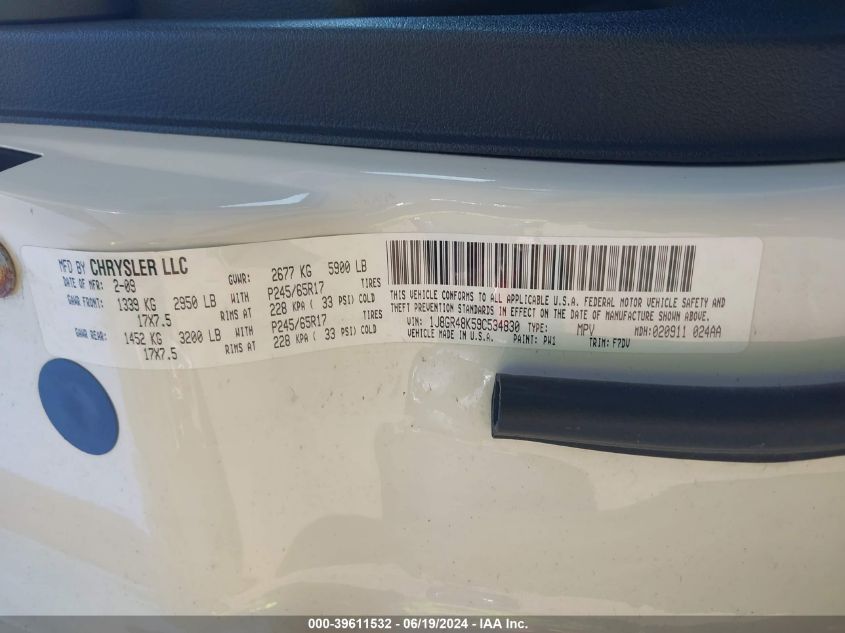 MFD BY CHRYSLER LLC
DATE OF MFR: 2-09 GVWR: 2677 KG 5900 LB
GAWR FRONT: 1339 KG 2950 LB WITH P245/65R17 TIRES
17X7.5 RIMS AT 228 KPA ( 33 PSI) COLD
GAWR REAR: 1452 KG 3200 LB WITH P245/65R17 TIRES
17X7.5 RIMS AT 228 KPA ( 33 PSI) COLD
THIS VEHICLE CONFORMS TO ALL APPLICABLE U.S.A. FEDERAL MOTOR VEHICLE SAFETY AND
THEFT PREVENTION STANDARDS IN EFFECT ON THE DATE OF MANUFACTURE SHOWN ABOVE.
VIN: 1J8GR48K59C534830 TYPE: MPV MDH:020911 024AA
VEHICLE MADE IN U.S.A. PAINT: PW1 TRIM: F7DV
000-39611532 - 06/19/2024 - IAA Inc.